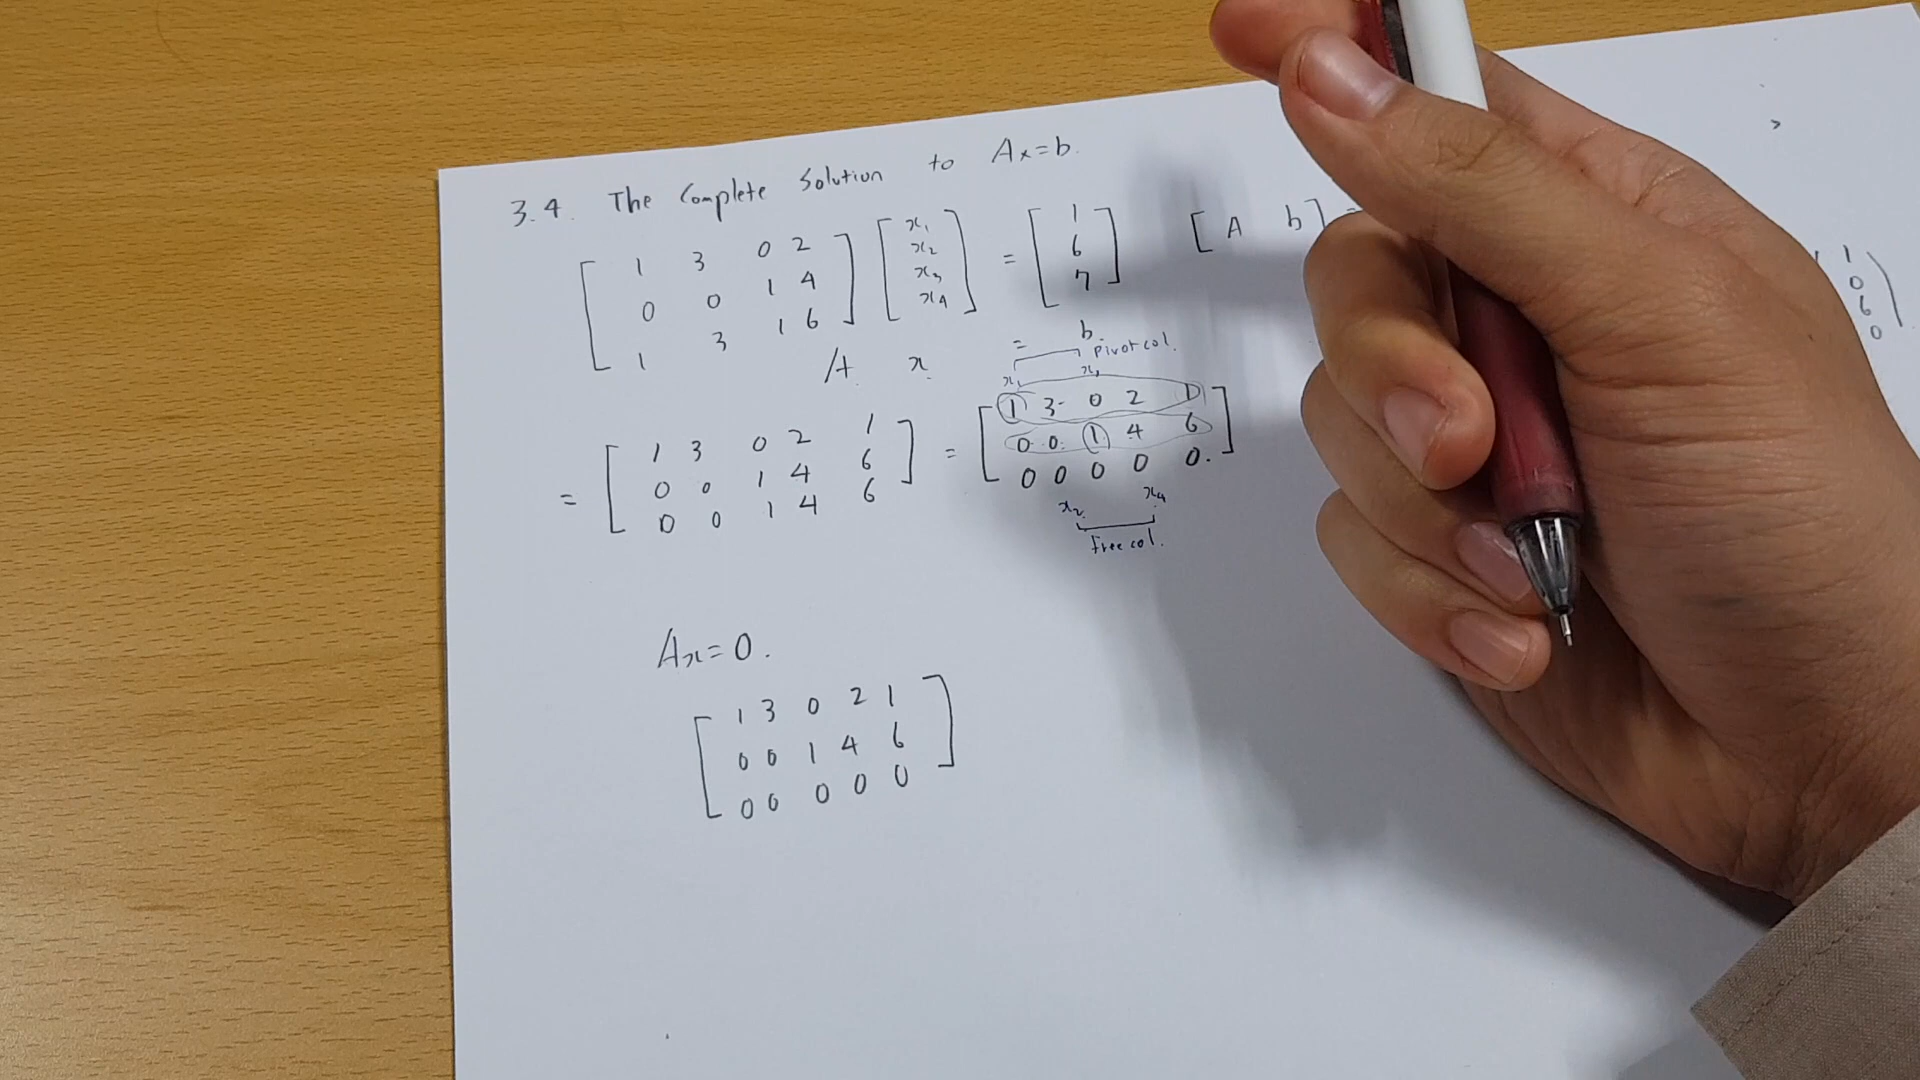 3.4. The Complete Solution to Ax=b.
1 3 0 2 x₁ 1
0 0 1 4 x₂ = 6 [ A b ]
1 3 1 6 x₃ 7
x₄
A x = b.
pivot col.
x₁ x₃
= 1 3 0 2 1 = 1 3 0 2 1
0 0 1 4 6 0 0 1 4 6
0 0 1 4 6 0 0 0 0 0.
x₂ x₄
Free col.
Ax=0.
1 3 0 2 1
0 0 1 4 6
0 0 0 0 0
1
0
6
0